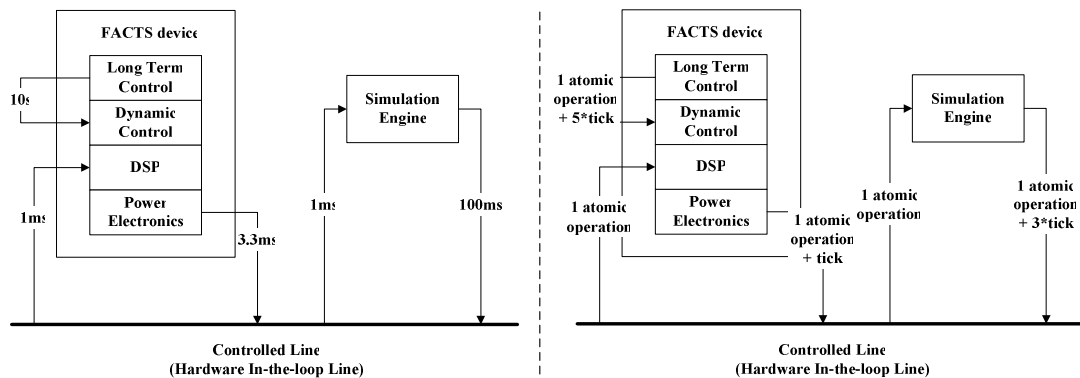 FACTS device
Long Term
Control
10s
Dynamic
Control
DSP
1ms
Power
Electronics
3.3ms
Simulation
Engine
1ms
100ms
Controlled Line
(Hardware In-the-loop Line)
FACTS device
Long Term
Control
1 atomic
operation
+ 5*tick
Dynamic
Control
DSP
1 atomic
operation
Power
Electronics
1 atomic
operation
+ tick
Simulation
Engine
1 atomic
operation
1 atomic
operation
+ 3*tick
Controlled Line
(Hardware In-the-loop Line)